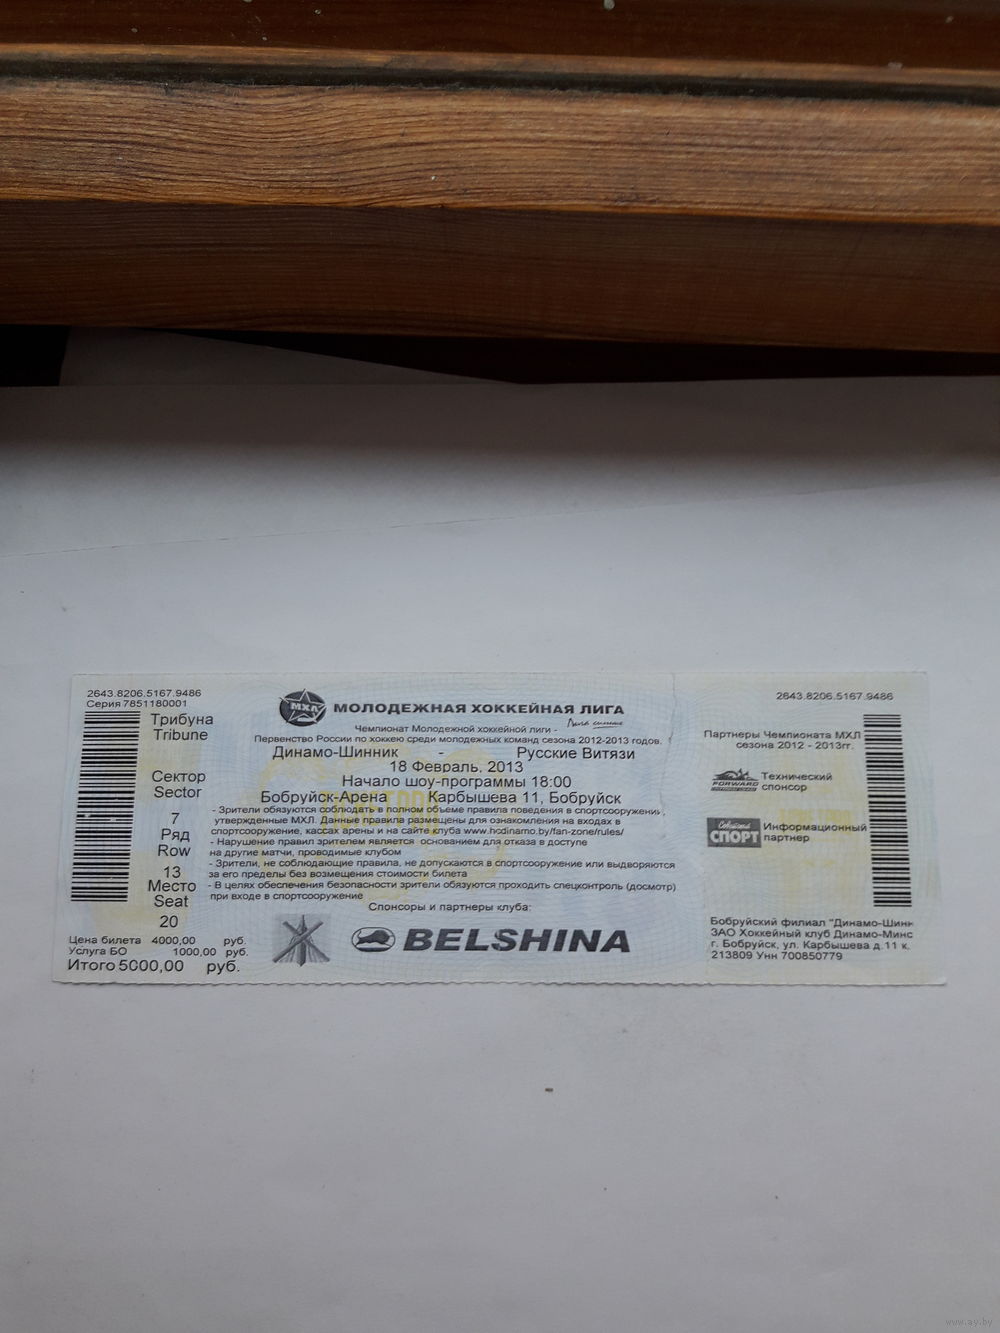 2643.8206.5167.9486
Серия 7851180001
Трибуна
Tribune
Сектор
Sector
7
Ряд
Row
13
Место
Seat
20
Цена билета 4000,00 руб.
Услуга БО 1000,00 руб.
Итого 5000,00 руб.
МХЛ
МОЛОДЕЖНАЯ ХОККЕЙНАЯ ЛИГА
Чемпионат Молодежной хоккейной лиги -
Первенство России по хоккею среди молодежных команд сезона 2012-2013 годов.
Динамо-Шинник - Русские Витязи
18 Февраль, 2013
Начало шоу-программы 18:00
Бобруйск-Арена Карбышева 11, Бобруйск
- Зрители обязуются соблюдать в полном объеме правила поведения в спортсооружении,
утвержденные МХЛ. Данные правила размещены для ознакомления на входах в
спортсооружение, кассах арены и на сайте клуба www.hcdinamo.by/fan-zone/rules/
- Нарушение правил зрителем является основанием для отказа в доступе
на другие матчи, проводимые клубом
- Зрители, не соблюдающие правила, не допускаются в спортсооружение или выдворяются
за его пределы без возмещения стоимости билета
- В целях обеспечения безопасности зрители обязуются проходить спецконтроль (досмотр)
при входе в спортсооружение
Спонсоры и партнеры клуба:
BELSHINA
2643.8206.5167.9486
Партнеры Чемпионата МХЛ
сезона 2012 - 2013гг.
FORWARD
Технический
спонсор
Советский
СПОРТ
Информационный
партнер
Бобруйский филиал "Динамо-Шинн
ЗАО Хоккейный клуб Динамо-Минс
г. Бобруйск, ул. Карбышева д.11 к.
213809 Унн 700850779
www.ay.by